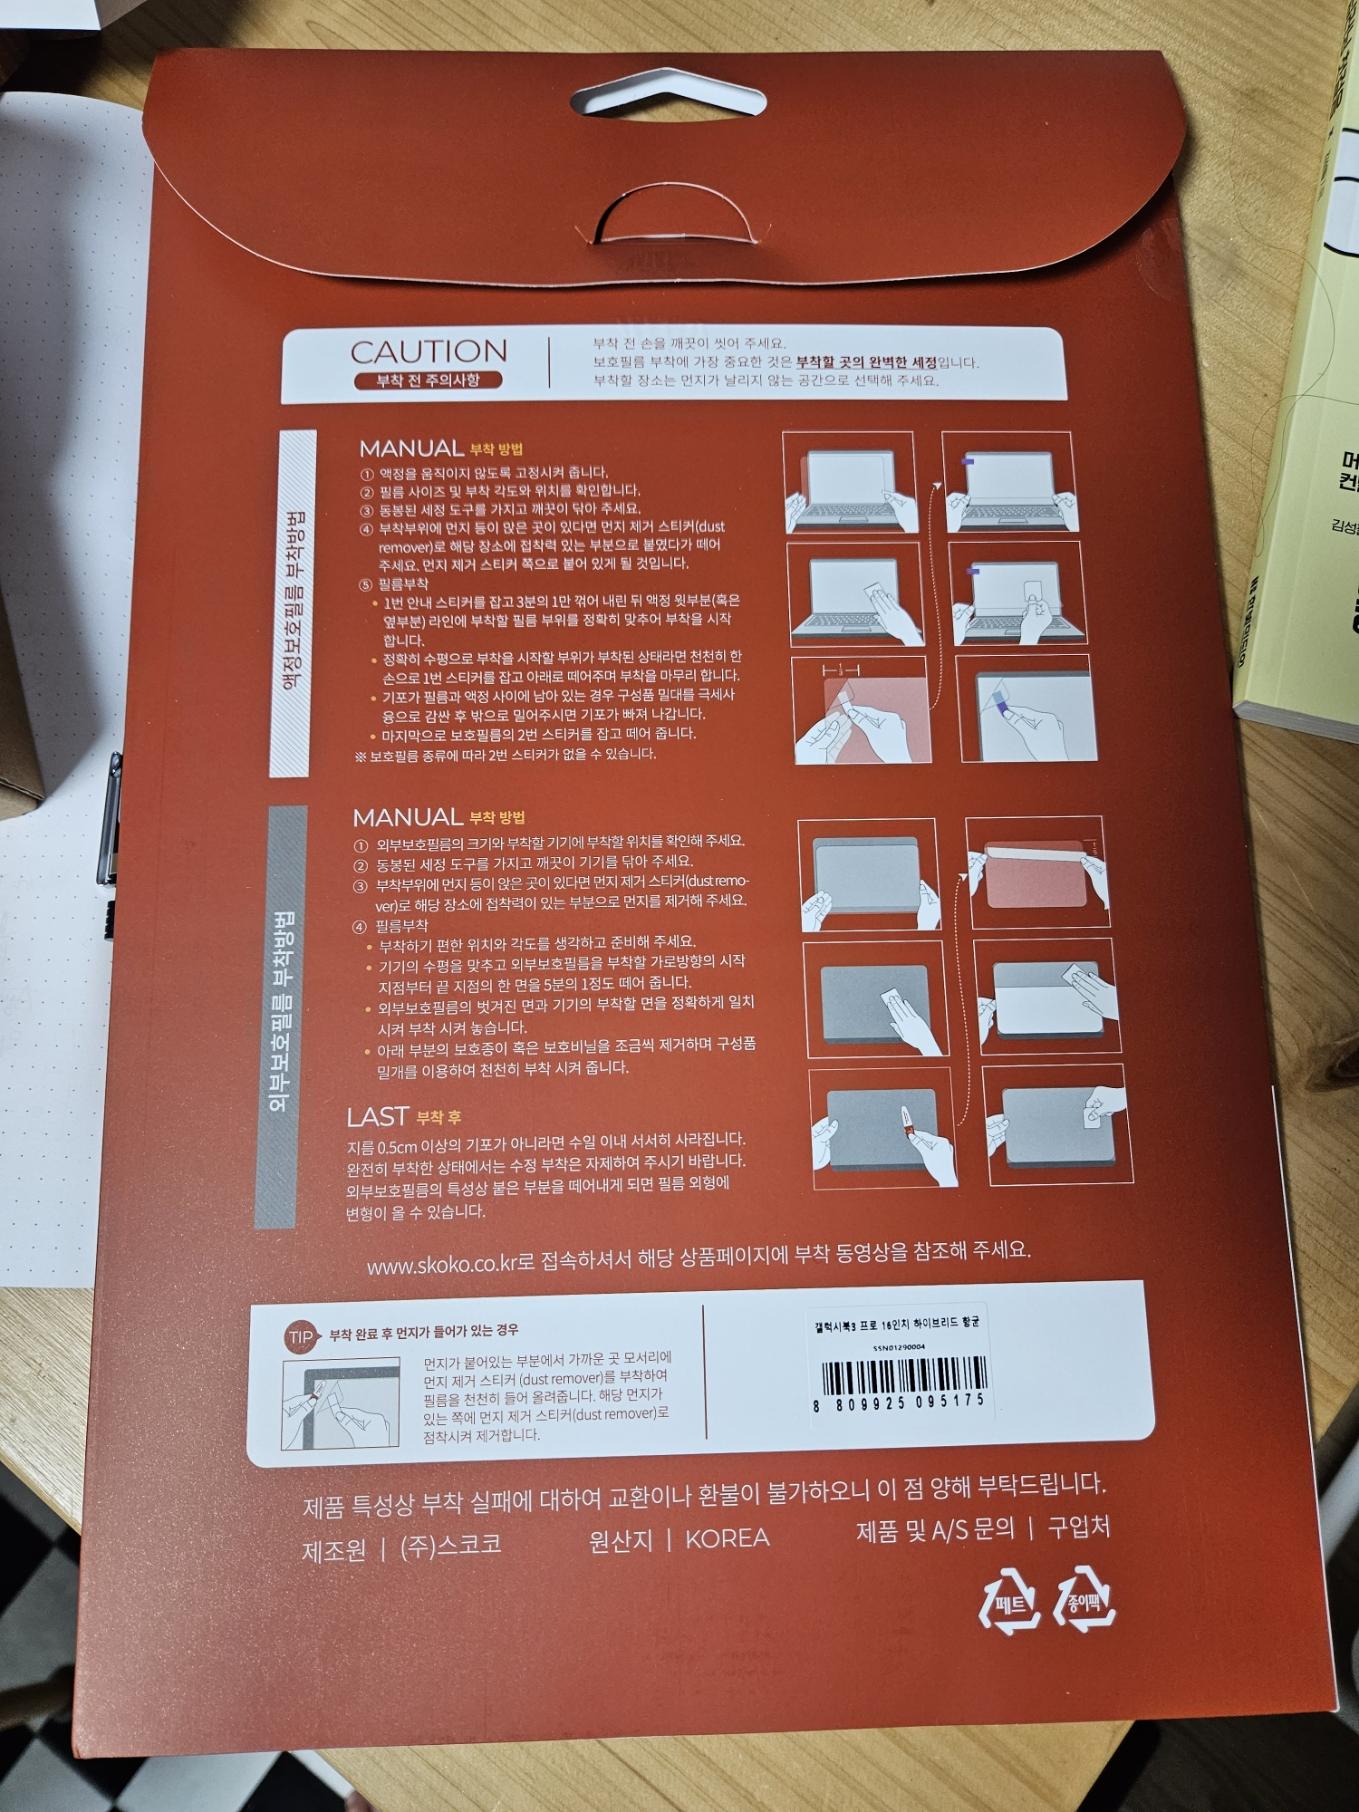 CAUTION
부착 전 주의사항
부착 전 손을 깨끗이 씻어 주세요.
보호필름 부착에 가장 중요한 것은 부착할 곳의 완벽한 세정입니다.
부착할 장소는 먼지가 날리지 않는 공간으로 선택해 주세요.
액정보호필름 부착방법
MANUAL 부착 방법
① 액정을 움직이지 않도록 고정시켜 줍니다.
② 필름 사이즈 및 부착 각도와 위치를 확인합니다.
③ 동봉된 세정 도구를 가지고 깨끗이 닦아 주세요.
④ 부착부위에 먼지 등이 앉은 곳이 있다면 먼지 제거 스티커(dust
remover)로 해당 장소에 접착력 있는 부분으로 붙였다가 떼어
주세요. 먼지 제거 스티커 쪽으로 붙어 있게 될 것입니다.
⑤ 필름부착
• 1번 안내 스티커를 잡고 3분의 1만 꺾어 내린 뒤 액정 윗부분(혹은
옆부분) 라인에 부착할 필름 부위를 정확히 맞추어 부착을 시작
합니다.
• 정확히 수평으로 부착을 시작할 부위가 부착된 상태라면 천천히 한
손으로 1번 스티커를 잡고 아래로 떼어주며 부착을 마무리 합니다.
• 기포가 필름과 액정 사이에 남아 있는 경우 구성품 밀대를 극세사
융으로 감싼 후 밖으로 밀어주시면 기포가 빠져 나갑니다.
• 마지막으로 보호필름의 2번 스티커를 잡고 떼어 줍니다.
※ 보호필름 종류에 따라 2번 스티커가 없을 수 있습니다.
외부보호필름 부착방법
MANUAL 부착 방법
① 외부보호필름의 크기와 부착할 기기에 부착할 위치를 확인해 주세요.
② 동봉된 세정 도구를 가지고 깨끗이 기기를 닦아 주세요.
③ 부착부위에 먼지 등이 앉은 곳이 있다면 먼지 제거 스티커(dust remo-
ver)로 해당 장소에 접착력이 있는 부분으로 먼지를 제거해 주세요.
④ 필름부착
• 부착하기 편한 위치와 각도를 생각하고 준비해 주세요.
• 기기의 수평을 맞추고 외부보호필름을 부착할 가로방향의 시작
지점부터 끝 지점의 한 면을 5분의 1정도 떼어 줍니다.
• 외부보호필름의 벗겨진 면과 기기의 부착할 면을 정확하게 일치
시켜 부착 시켜 놓습니다.
• 아래 부분의 보호종이 혹은 보호비닐을 조금씩 제거하며 구성품
밀개를 이용하여 천천히 부착 시켜 줍니다.
LAST 부착 후
지름 0.5cm 이상의 기포가 아니라면 수일 이내 서서히 사라집니다.
완전히 부착한 상태에서는 수정 부착은 자제하여 주시기 바랍니다.
외부보호필름의 특성상 붙은 부분을 떼어내게 되면 필름 외형에
변형이 올 수 있습니다.
www.skoko.co.kr로 접속하셔서 해당 상품페이지에 부착 동영상을 참조해 주세요.
TIP 부착 완료 후 먼지가 들어가 있는 경우
먼지가 붙어있는 부분에서 가까운 곳 모서리에
먼지 제거 스티커 (dust remover)를 부착하여
필름을 천천히 들어 올려줍니다. 해당 먼지가
있는 쪽에 먼지 제거 스티커(dust remover)로
점착시켜 제거합니다.
갤럭시북3 프로 16인치 하이브리드 항균
SSN01290004
8 809925 095175
제품 특성상 부착 실패에 대하여 교환이나 환불이 불가하오니 이 점 양해 부탁드립니다.
제조원 | (주)스코코
원산지 | KOREA
제품 및 A/S 문의 | 구입처
페트
종이팩